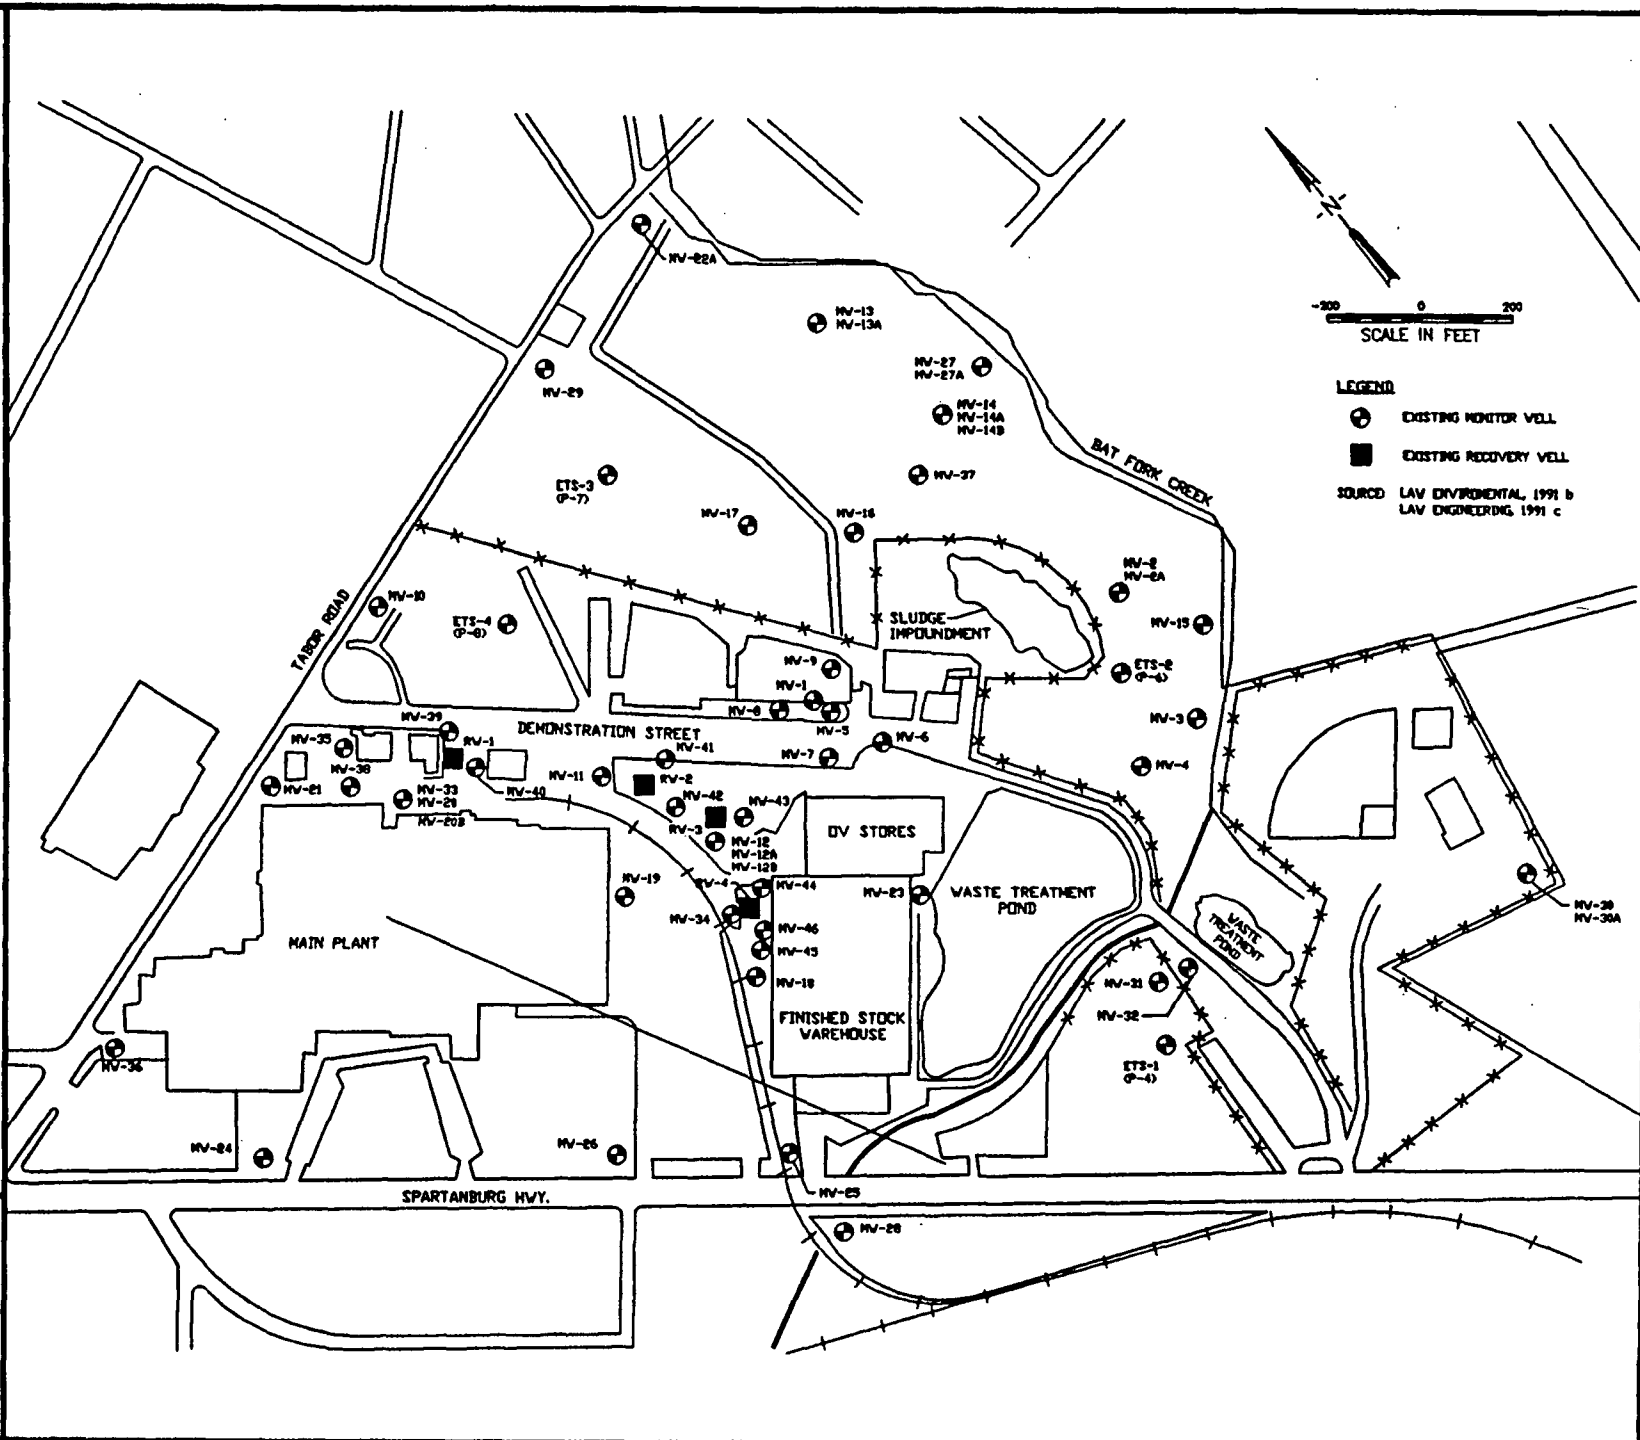 MW-22A
MW-13
MW-13A
N
-200 0 200
SCALE IN FEET
MW-27
MW-27A
MW-29
LEGEND
EXISTING MONITOR WELL
EXISTING RECOVERY WELL
SOURCE: LAW ENVIROMENTAL, 1991 b
LAW ENGINEERING, 1991 c
MW-14
MW-14A
MW-14B
BAT FORK CREEK
MW-37
ETS-3
(P-7)
MW-17
MW-16
MW-2
MW-2A
TABOR ROAD
MW-10
ETS-4
(P-8)
SLUDGE
IMPOUNDMENT
MW-15
MW-9
ETS-2
(P-6)
MW-1
MW-8
MW-5
MW-3
MW-39
DEMONSTRATION STREET
MW-6
MW-35
RW-1
MW-41
MW-7
MW-4
MW-38
MW-11
RW-2
MW-21
MW-33
MW-20
MW-20B
MW-40
MW-42
MW-43
RW-3
MW-12
MW-12A
MW-12B
OV STORES
RW-4
MW-44
MW-19
MW-23
WASTE TREATMENT
POND
MW-30
MW-30A
MW-34
MW-46
MW-45
MAIN PLANT
WASTE
TREATMENT
POND
MW-18
MW-31
MW-32
FINISHED STOCK
WAREHOUSE
MW-36
ETS-1
(P-4)
MW-24
MW-26
MW-25
SPARTANBURG HWY.
MW-28